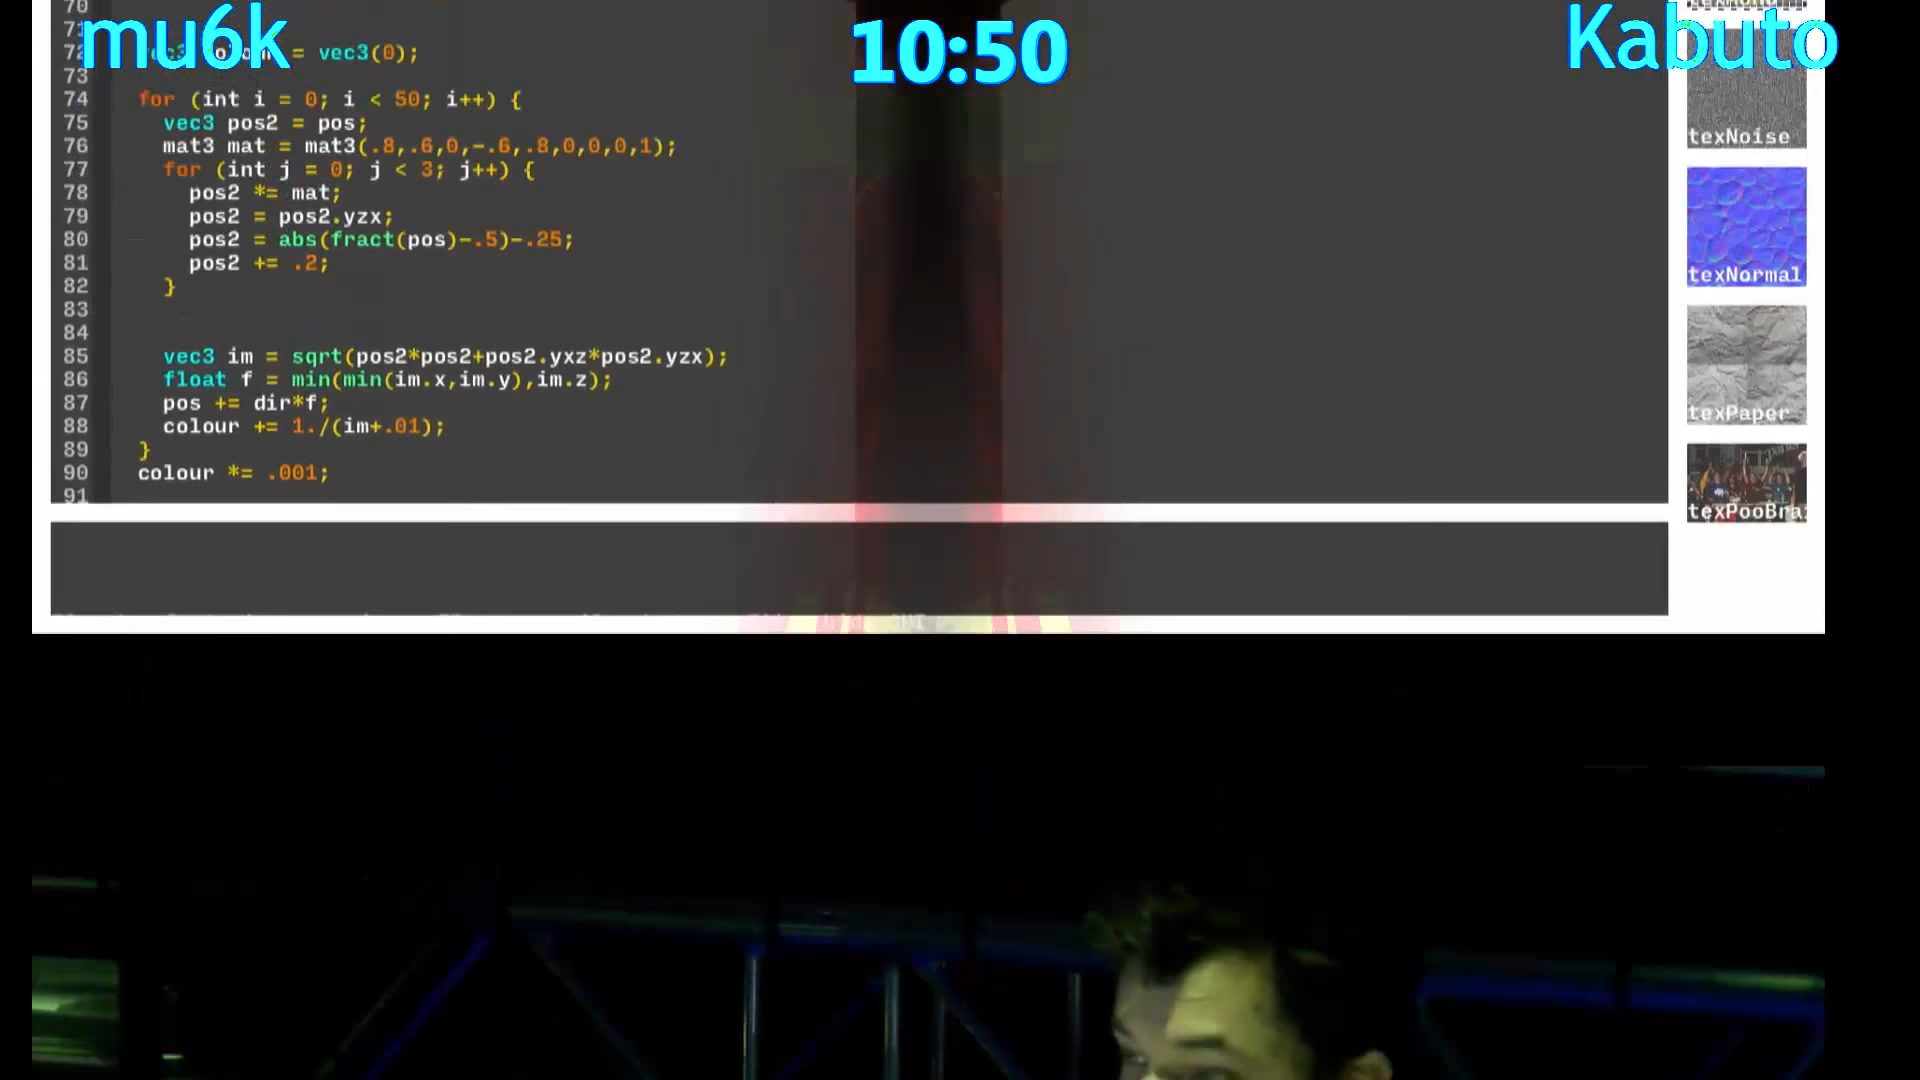 mu6k
10:50
Kabuto
70
71
72 = vec3(0);
73
74 for (int i = 0; i < 50; i++) {
75 vec3 pos2 = pos;
76 mat3 mat = mat3(.8,.6,0,-.6,.8,0,0,0,1);
77 for (int j = 0; j < 3; j++) {
78 pos2 *= mat;
79 pos2 = pos2.yzx;
80 pos2 = abs(fract(pos)-.5)-.25;
81 pos2 += .2;
82 }
83
84
85 vec3 im = sqrt(pos2*pos2+pos2.yxz*pos2.yzx);
86 float f = min(min(im.x,im.y),im.z);
87 pos += dir*f;
88 colour += 1./(im+.01);
89 }
90 colour *= .001;
91
texNoise
texNormal
texPaper
texPooBra